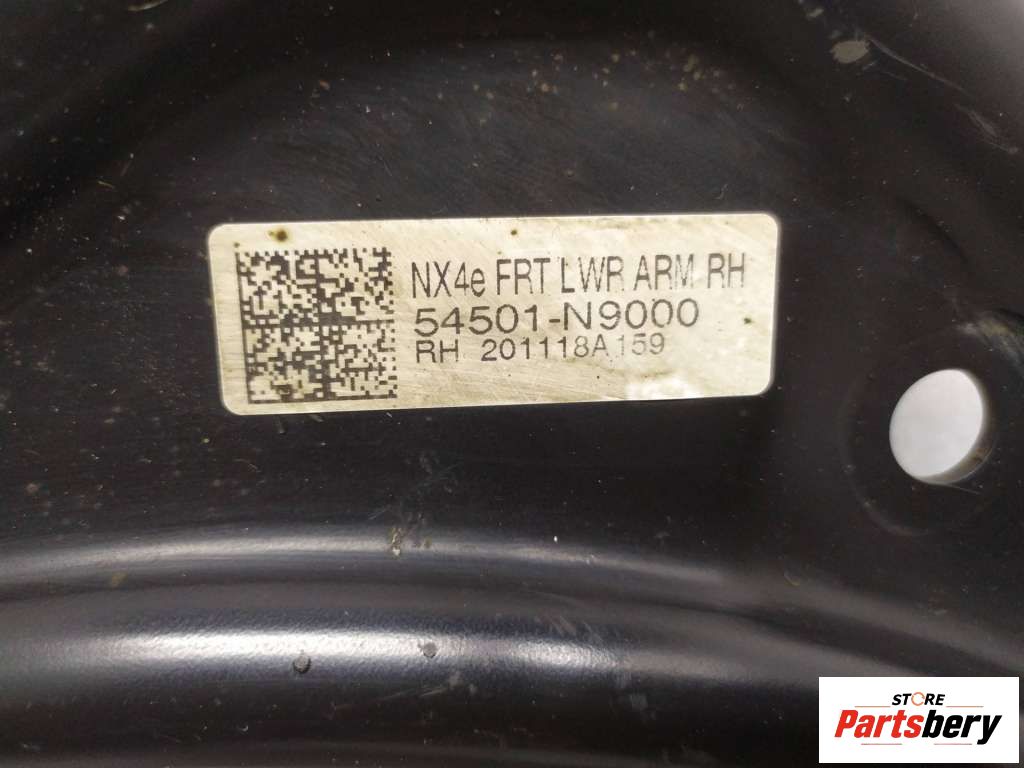 NX4e FRT LWR ARM RH
54501-N9000
RH 201118A159
STORE
Partsbery